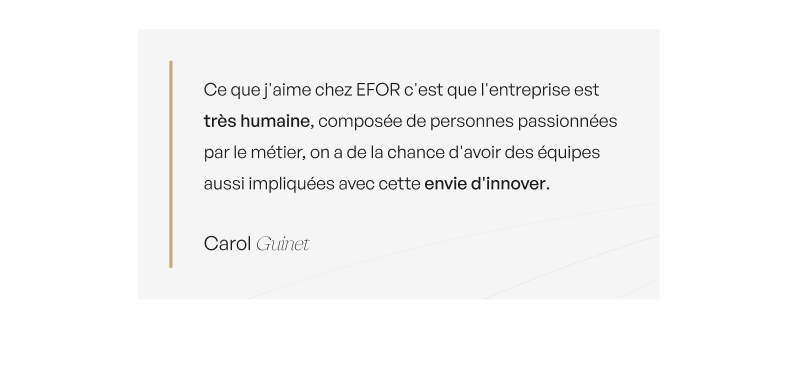 Ce que j'aime chez EFOR c'est que l'entreprise est
très humaine, composée de personnes passionnées
par le métier, on a de la chance d'avoir des équipes
aussi impliquées avec cette envie d'innover.
Carol Guinet